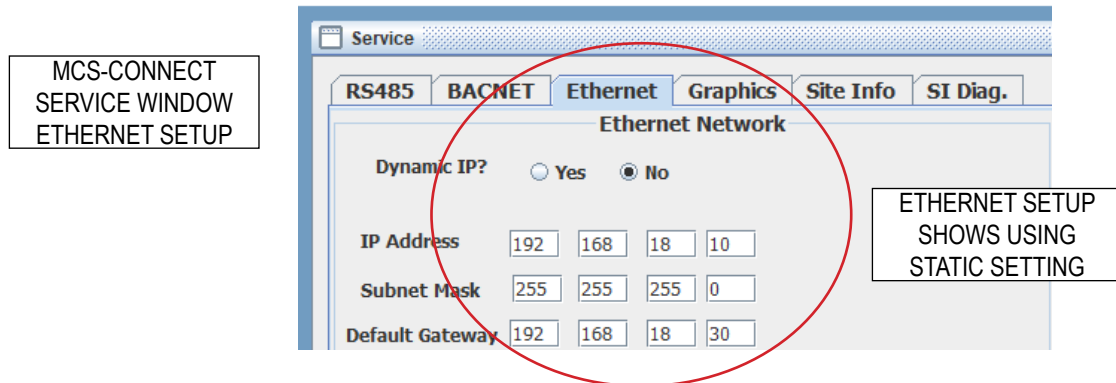 MCS-CONNECT
SERVICE WINDOW
ETHERNET SETUP
Service
RS485 BACNET Ethernet Graphics Site Info SI Diag.
Ethernet Network
Dynamic IP? Yes No
IP Address 192 168 18 10
Subnet Mask 255 255 255 0
Default Gateway 192 168 18 30
ETHERNET SETUP
SHOWS USING
STATIC SETTING